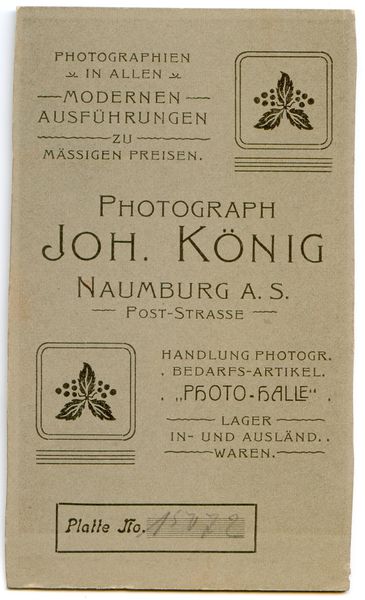 PHOTOGRAPHIEN
IN ALLEN
MODERNEN
AUSFÜHRUNGEN
ZU
MÄSSIGEN PREISEN.
PHOTOGRAPH
JOH. KÖNIG
NAUMBURG A. S.
POST-STRASSE
HANDLUNG PHOTOGR.
. BEDARFS-ARTIKEL.
. „PHOTO-HALLE“ .
LAGER
IN- UND AUSLÄND. .
WAREN.
Platte No.